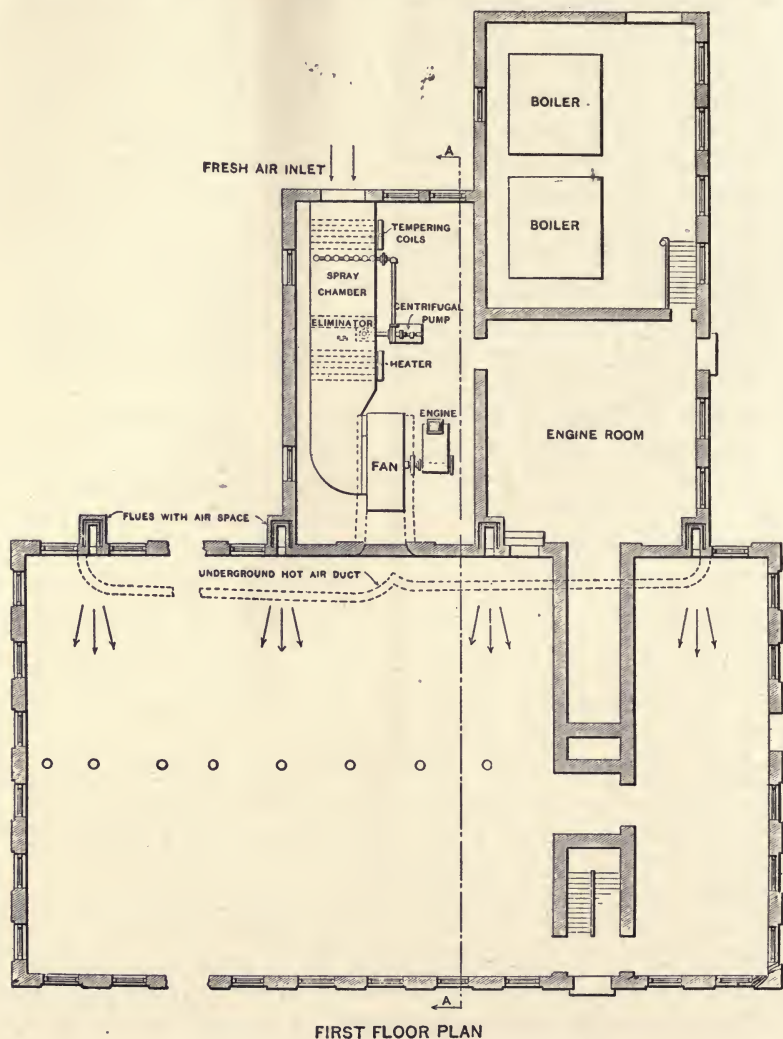 BOILER
A
FRESH AIR INLET
BOILER
TEMPERING
COILS
SPRAY
CHAMBER
ELIMINATOR
CENTRIFUGAL
PUMP
HEATER
ENGINE
FAN
ENGINE ROOM
FLUES WITH AIR SPACE
UNDERGROUND HOT AIR DUCT
A
FIRST FLOOR PLAN